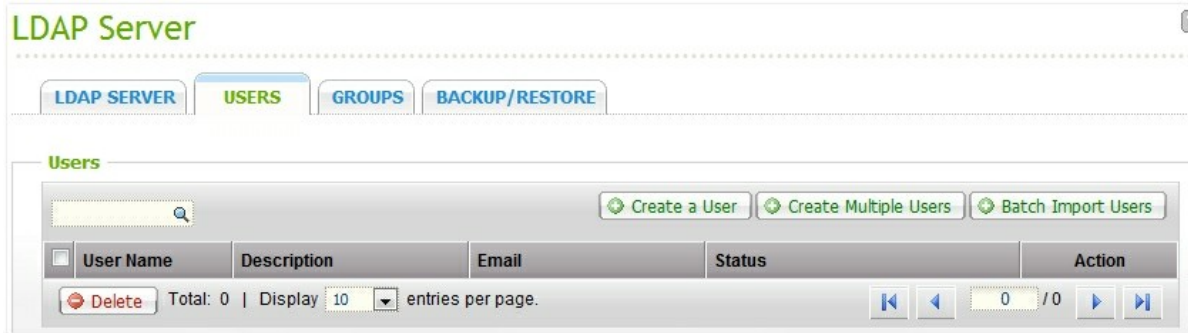 LDAP Server
LDAP SERVER USERS GROUPS BACKUP/RESTORE
Users
Create a User Create Multiple Users Batch Import Users
User Name Description Email Status Action
Delete Total: 0 | Display 10 entries per page. 0 / 0